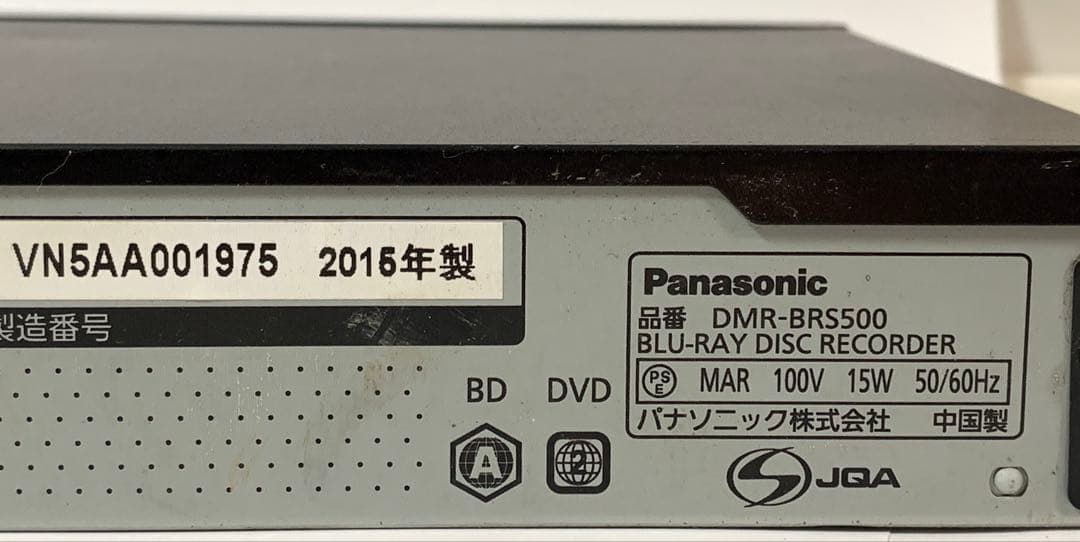 VN5AA001975 2015年製
製造番号
Panasonic
品番 DMR-BRS500
BLU-RAY DISC RECORDER
PS
E
MAR 100V 15W 50/60Hz
パナソニック株式会社 中国製
BD DVD
A
2
JQA